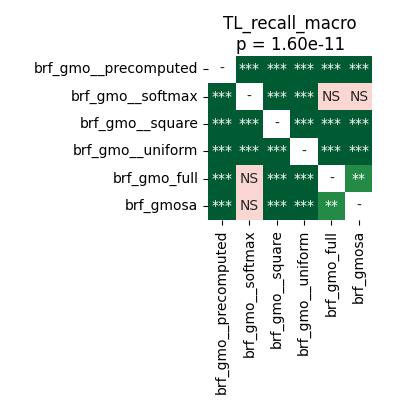 TL_recall_macro
p = 1.60e-11
brf_gmo__precomputed - *** *** *** *** ***
brf_gmo__softmax *** - *** *** NS NS
brf_gmo__square *** *** - *** *** ***
brf_gmo__uniform *** *** *** - *** ***
brf_gmo_full *** NS *** *** - **
brf_gmosa *** NS *** *** ** -
brf_gmo__precomputed
brf_gmo__softmax
brf_gmo__square
brf_gmo__uniform
brf_gmo_full
brf_gmosa